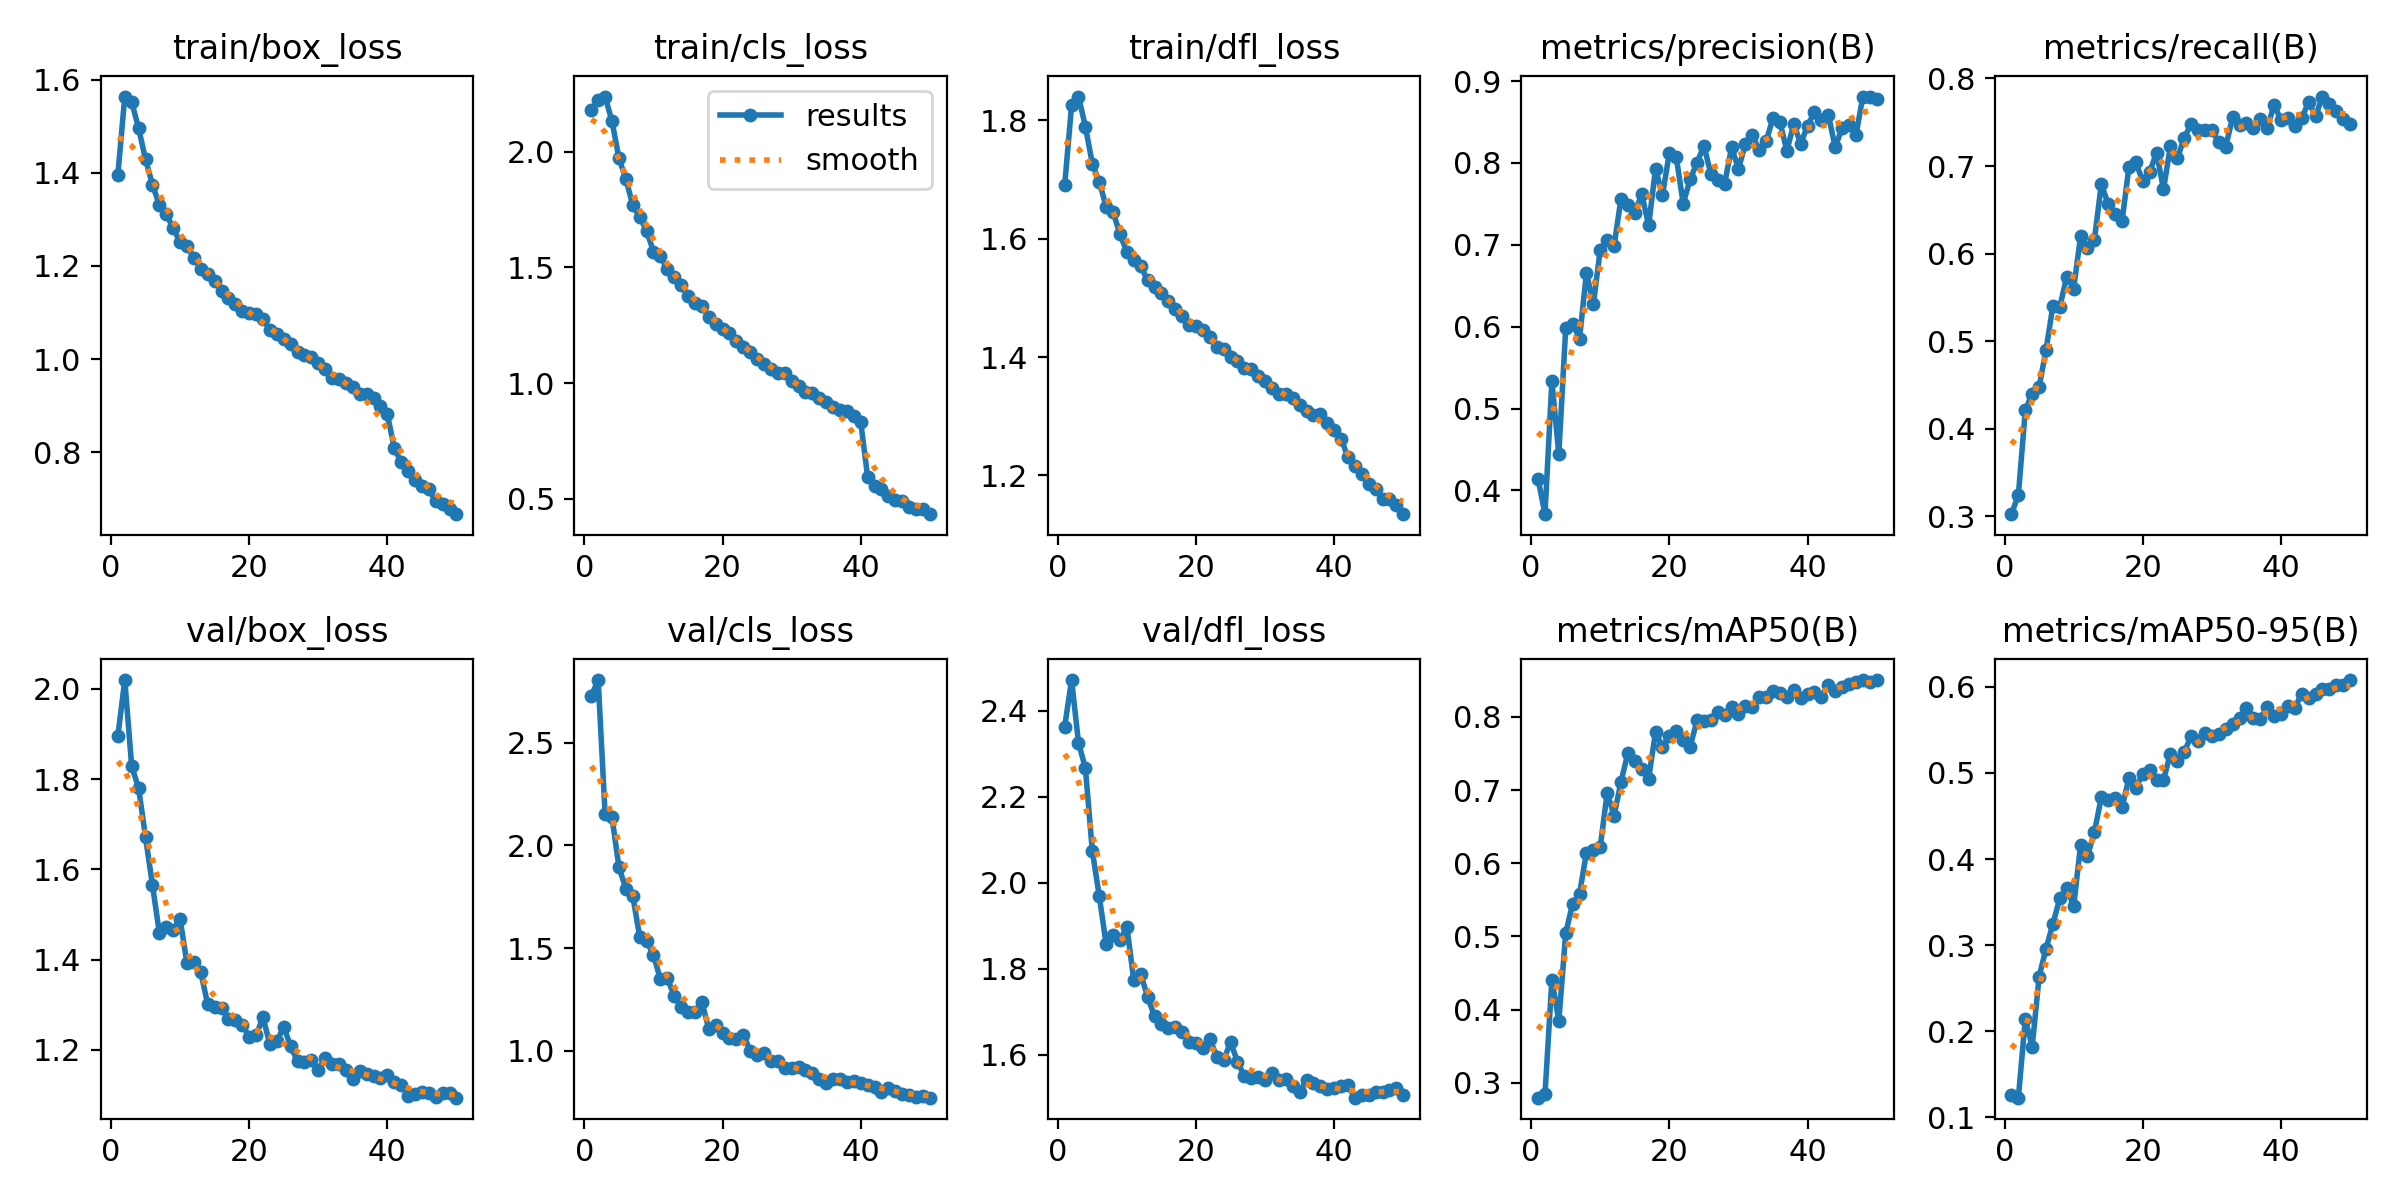 train/box_loss
1.6
1.4
1.2
1.0
0.8
0 20 40
train/cls_loss
results
smooth
2.0
1.5
1.0
0.5
0 20 40
train/dfl_loss
1.8
1.6
1.4
1.2
0 20 40
metrics/precision(B)
0.9
0.8
0.7
0.6
0.5
0.4
0 20 40
metrics/recall(B)
0.8
0.7
0.6
0.5
0.4
0.3
0 20 40
val/box_loss
2.0
1.8
1.6
1.4
1.2
0 20 40
val/cls_loss
2.5
2.0
1.5
1.0
0 20 40
val/dfl_loss
2.4
2.2
2.0
1.8
1.6
0 20 40
metrics/mAP50(B)
0.8
0.7
0.6
0.5
0.4
0.3
0 20 40
metrics/mAP50-95(B)
0.6
0.5
0.4
0.3
0.2
0.1
0 20 40